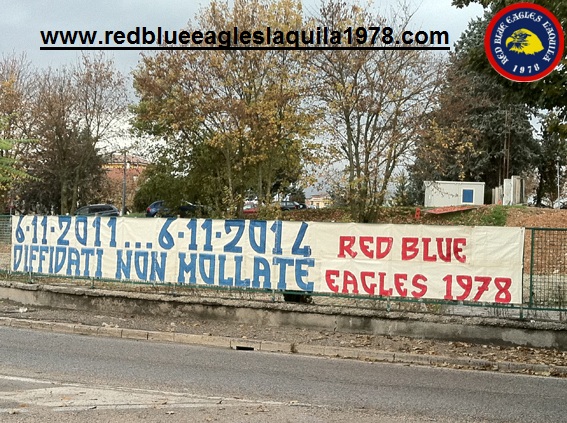 www.redblueeagleslaquila1978.com
RED BLUE EAGLES L'AQUILA
1978
6-11-2011...6-11-2014
DIFFIDATI NON MOLLATE
RED BLUE
EAGLES 1978